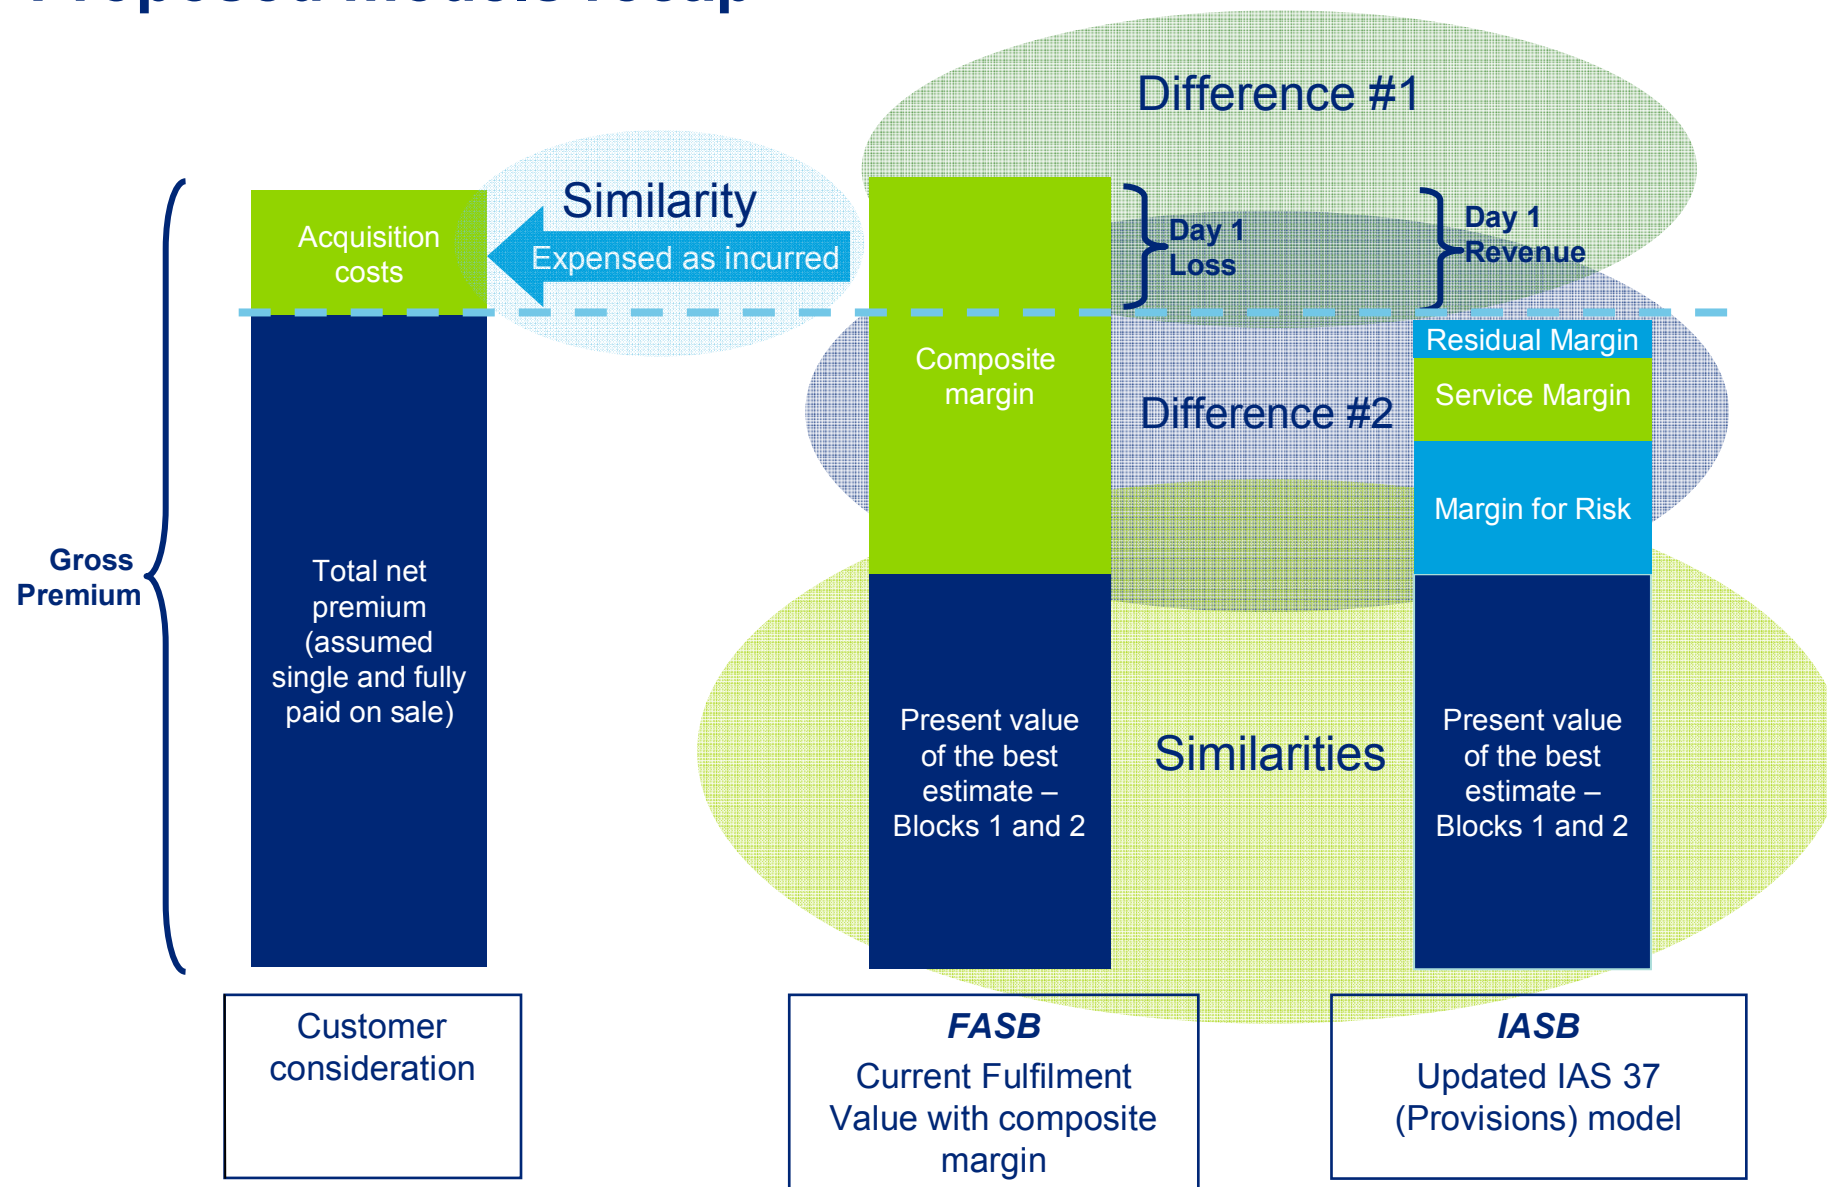 Proposed models recap
Difference #1
Similarity
Expensed as incurred
Acquisition
costs
Day 1
Loss
Day 1
Revenue
Gross
Premium
Total net
premium
(assumed
single and fully
paid on sale)
Composite
margin
Difference #2
Residual Margin
Service Margin
Margin for Risk
Present value
of the best
estimate –
Blocks 1 and 2
Similarities
Present value
of the best
estimate –
Blocks 1 and 2
Customer
consideration
FASB
Current Fulfilment
Value with composite
margin
IASB
Updated IAS 37
(Provisions) model